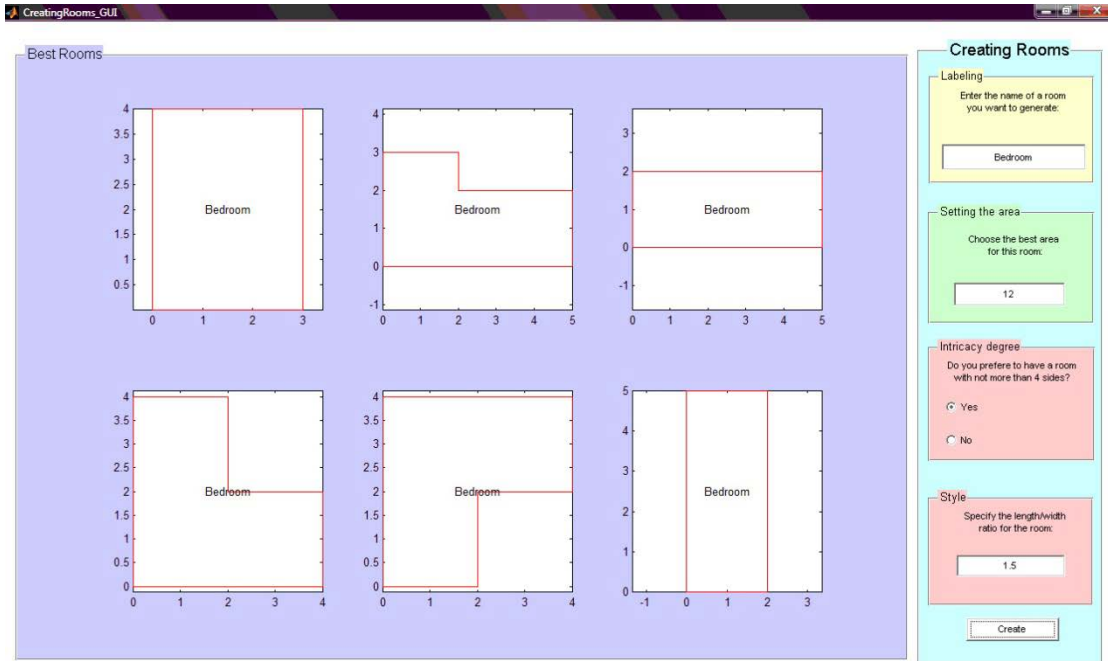 CreatingRooms_GUI
Best Rooms
4
3.5
3
2.5
2
1.5
1
0.5
0 1 2 3
Bedroom
4
3
2
1
0
-1
0 1 2 3 4 5
Bedroom
3
2
1
0
-1
0 1 2 3 4 5
Bedroom
4
3.5
3
2.5
2
1.5
1
0.5
0
0 1 2 3 4
Bedroom
4
3.5
3
2.5
2
1.5
1
0.5
0
0 1 2 3 4
Bedroom
5
4
3
2
1
0
-1 0 1 2 3
Bedroom
Creating Rooms
Labeling
Enter the name of a room
you want to generate:
Bedroom
Setting the area
Choose the best area
for this room:
12
Intricacy degree
Do you prefere to have a room
with not more than 4 sides?
Yes
No
Style
Specify the length/width
ratio for the room:
1.5
Create